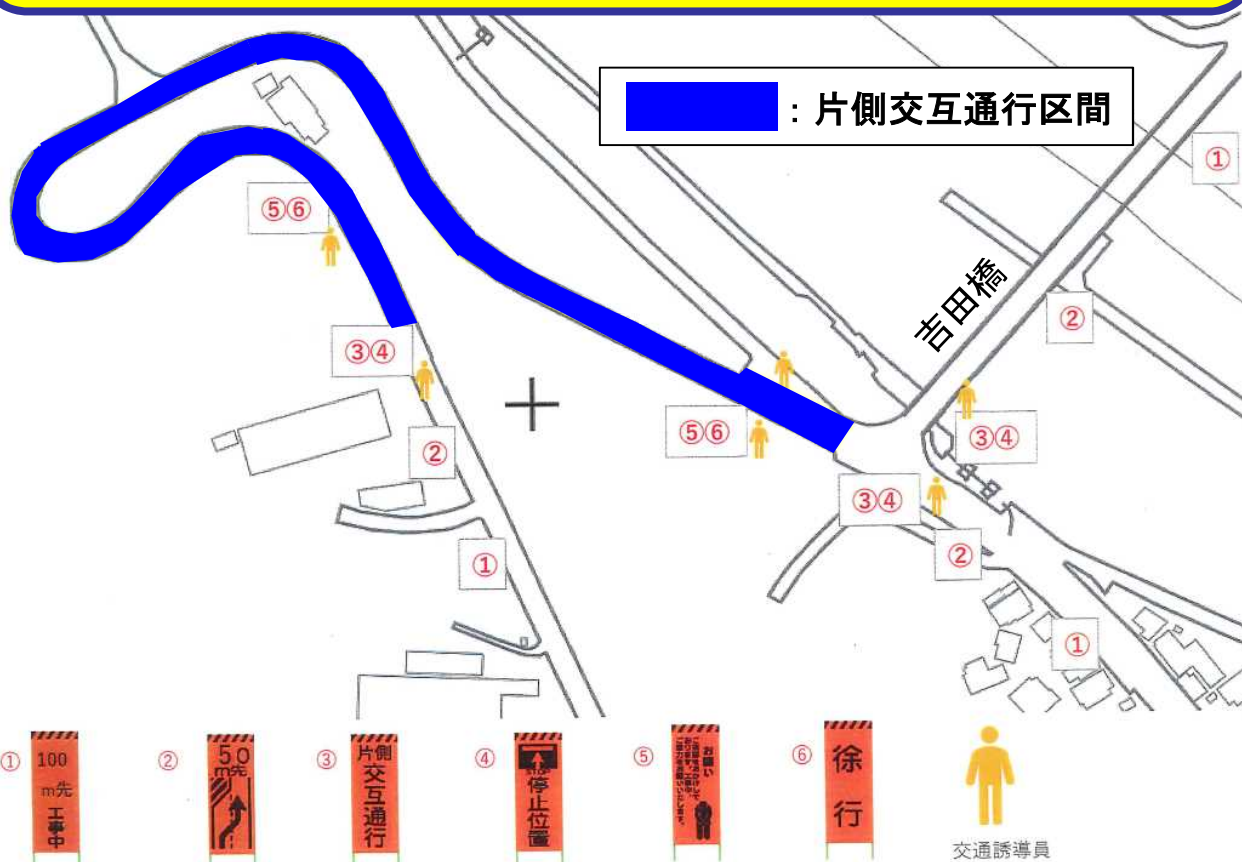 ：片側交互通行区間
①
⑤⑥
吉田橋
②
③④
⑤⑥
③④
②
③④
②
①
①
① 100
m先
工事中
② 50
m先
③ 片側
交互通行
④ STOP
停止位置
⑤ お願い
⑥ 徐行
交通誘導員